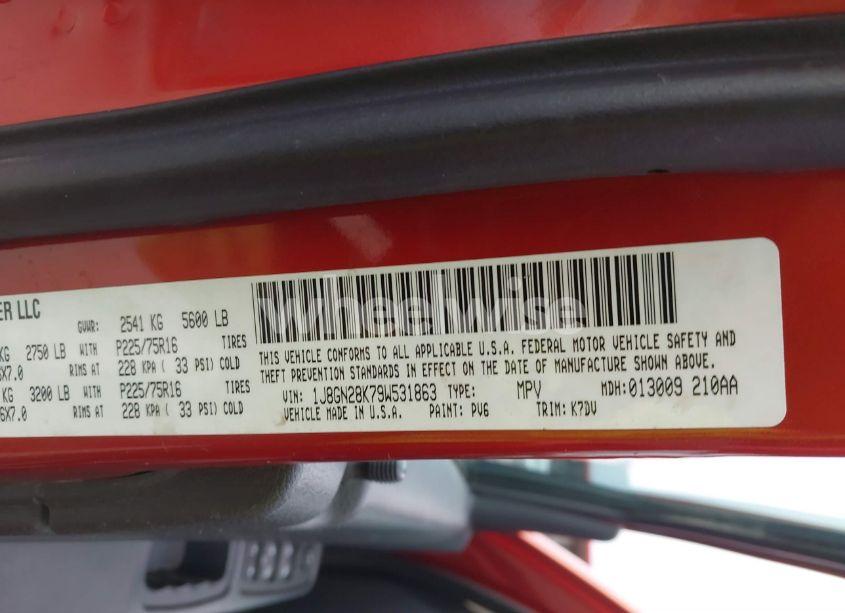 ER LLC
GVWR: 2541 KG 5600 LB
KG 2750 LB WITH P225/75R16 TIRES
6X7.0 RIMS AT 228 KPA ( 33 PSI) COLD
KG 3200 LB WITH P225/75R16 TIRES
6X7.0 RIMS AT 228 KPA ( 33 PSI) COLD
wheelwise
THIS VEHICLE CONFORMS TO ALL APPLICABLE U.S.A. FEDERAL MOTOR VEHICLE SAFETY AND
THEFT PREVENTION STANDARDS IN EFFECT ON THE DATE OF MANUFACTURE SHOWN ABOVE.
VIN: 1J8GN28K79W531863 TYPE: MPV MDH: 013009 210AA
VEHICLE MADE IN U.S.A. PAINT: PV6 TRIM: K7DV